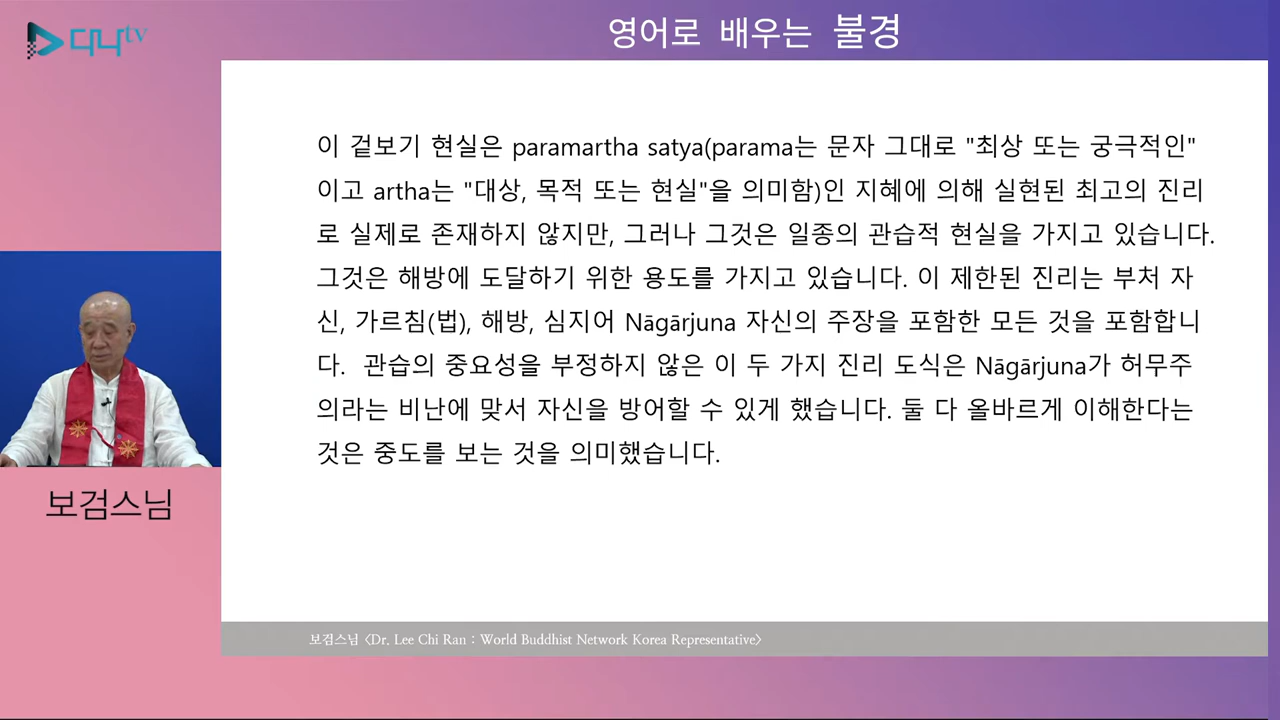 다나tv
영어로 배우는 불경
이 겉보기 현실은 paramartha satya(parama는 문자 그대로 "최상 또는 궁극적인"
이고 artha는 "대상, 목적 또는 현실"을 의미함)인 지혜에 의해 실현된 최고의 진리
로 실제로 존재하지 않지만, 그러나 그것은 일종의 관습적 현실을 가지고 있습니다.
그것은 해방에 도달하기 위한 용도를 가지고 있습니다. 이 제한된 진리는 부처 자
신, 가르침(법), 해방, 심지어 Nāgārjuna 자신의 주장을 포함한 모든 것을 포함합니
다. 관습의 중요성을 부정하지 않은 이 두 가지 진리 도식은 Nāgārjuna가 허무주
의라는 비난에 맞서 자신을 방어할 수 있게 했습니다. 둘 다 올바르게 이해한다는
것은 중도를 보는 것을 의미했습니다.
보검스님
보검스님 <Dr. Lee Chi Ran : World Buddhist Network Korea Representative>